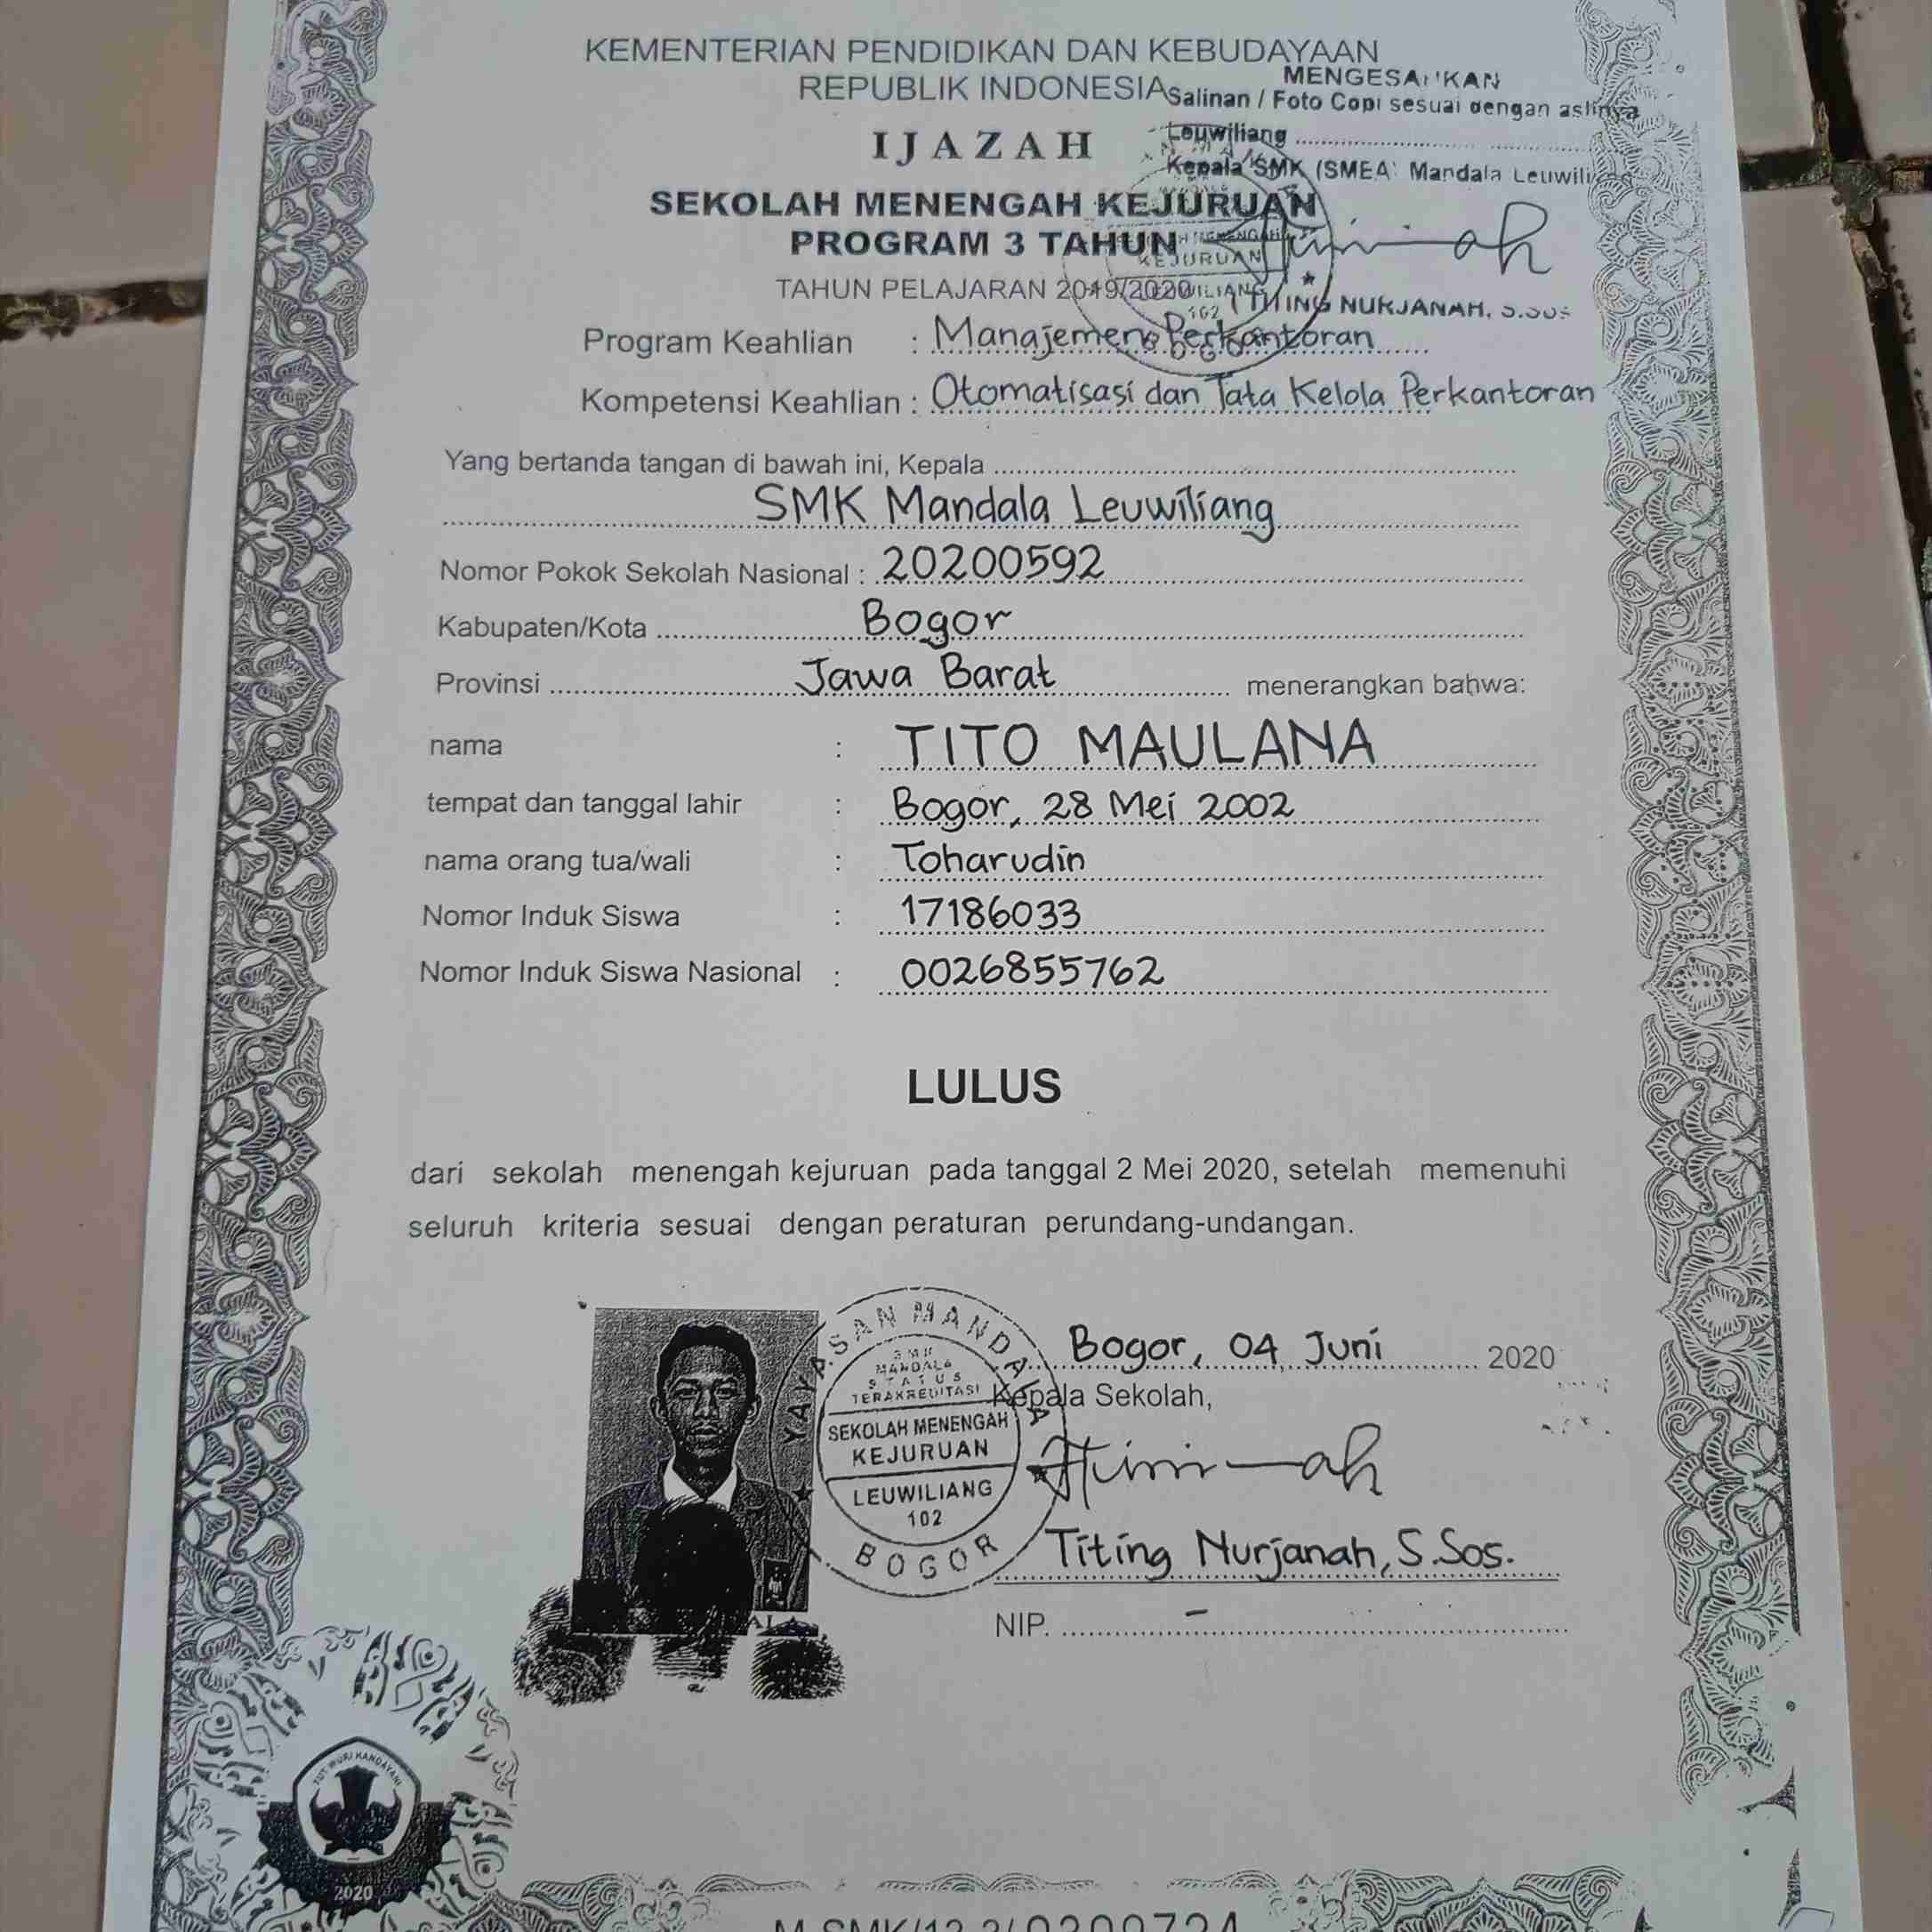 KEMENTERIAN PENDIDIKAN DAN KEBUDAYAAN
REPUBLIK INDONESIA
MENGESAHKAN
Salinan / Foto Copi sesuai dengan aslinya
Leuwiliang ....................
Kepala SMK (SMEA) Mandala Leuwili
IJAZAH
SEKOLAH MENENGAH KEJURUAN
PROGRAM 3 TAHUN
TAHUN PELAJARAN 2019/2020
KEJURUAN
102
TITING NURJANAH, S.SOS
Program Keahlian : Manajemen Perkantoran
Kompetensi Keahlian : Otomatisasi dan Tata Kelola Perkantoran
Yang bertanda tangan di bawah ini, Kepala
SMK Mandala Leuwiliang
Nomor Pokok Sekolah Nasional : 20200592
Kabupaten/Kota Bogor
Provinsi Jawa Barat menerangkan bahwa:
nama : TITO MAULANA
tempat dan tanggal lahir : Bogor, 28 Mei 2002
nama orang tua/wali : Toharudin
Nomor Induk Siswa : 17186033
Nomor Induk Siswa Nasional : 0026855762
LULUS
dari sekolah menengah kejuruan pada tanggal 2 Mei 2020, setelah memenuhi
seluruh kriteria sesuai dengan peraturan perundang-undangan.
YAYASAN MANDALA
SMK
MANDALA
STATUS
TERAKREDITASI
SEKOLAH MENENGAH
KEJURUAN
LEUWILIANG
102
BOGOR
Bogor, 04 Juni 2020
Kepala Sekolah,
Titing Nurjanah, S.Sos.
NIP. -
TUT WURI HANDAYANI
2020